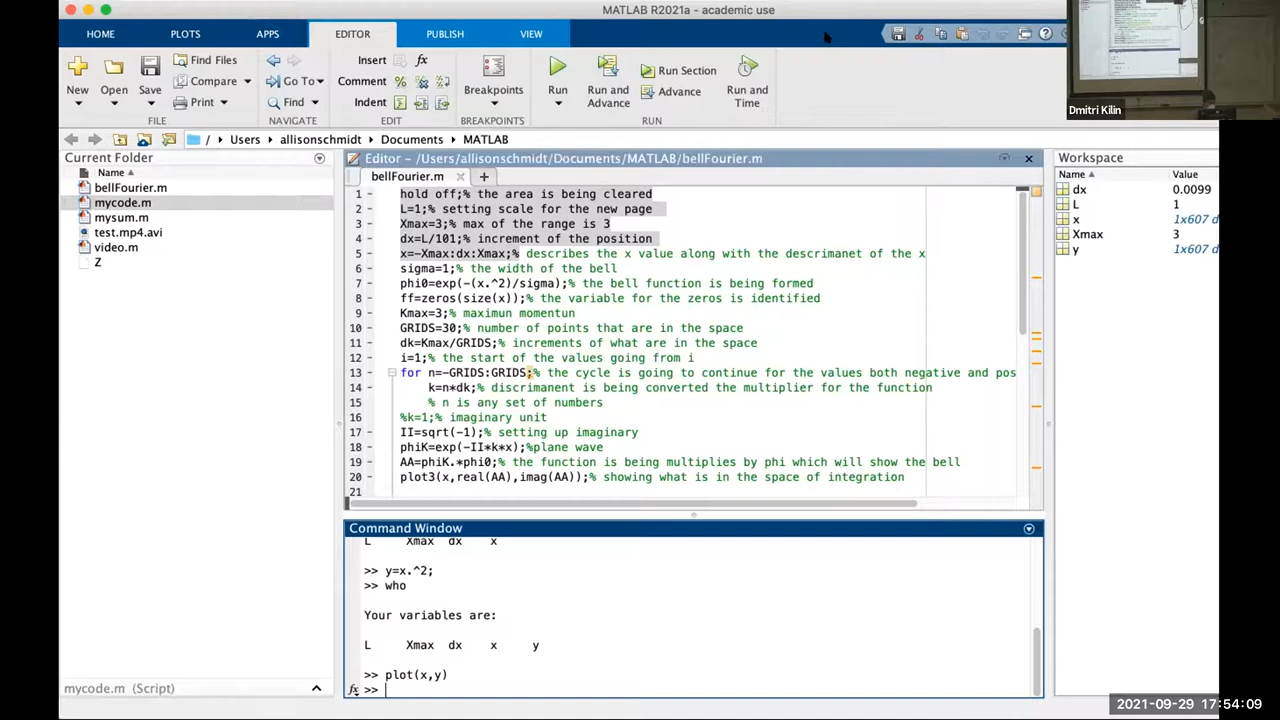 MATLAB R2021a - academic use
HOME PLOTS APPS EDITOR VIEW
New Open Save Find Files Compare Print
Go To Find
Insert fx
Comment
Indent
Breakpoints
Run Run and Advance Run Section Advance Run and Time
FILE NAVIGATE EDIT BREAKPOINTS RUN
Dmitri Kilin
/ Users allisonschmidt Documents MATLAB
Current Folder
Name
bellFourier.m
mycode.m
mysum.m
test.mp4.avi
video.m
Z
mycode.m (Script)
Editor - /Users/allisonschmidt/Documents/MATLAB/bellFourier.m
bellFourier.m
1 hold off;% the area is being cleared
2 L=1;% setting scale for the new page
3 Xmax=3;% max of the range is 3
4 dx=L/101;% increment of the position
5 x=-Xmax:dx:Xmax;% describes the x value along with the descrimanet of the x
6 sigma=1;% the width of the bell
7 phi0=exp(-(x.^2)/sigma);% the bell function is being formed
8 ff=zeros(size(x));% the variable for the zeros is identified
9 Kmax=3;% maximun momentun
10 GRIDS=30;% number of points that are in the space
11 dk=Kmax/GRIDS;% increments of what are in the space
12 i=1;% the start of the values going from i
13 for n=-GRIDS:GRIDS;% the cycle is going to continue for the values both negative and pos
14 k=n*dk;% discrimanent is being converted the multiplier for the function
15 % n is any set of numbers
16 %k=1;% imaginary unit
17 II=sqrt(-1);% setting up imaginary
18 phiK=exp(-II*k*x);%plane wave
19 AA=phiK.*phi0;% the function is being multiplies by phi which will show the bell
20 plot3(x,real(AA),imag(AA));% showing what is in the space of integration
21
Command Window
L Xmax dx x
>> y=x.^2;
>> who
Your variables are:
L Xmax dx x y
>> plot(x,y)
fx >>
Workspace
Name Value
dx 0.0099
L 1
x 1x607 d
Xmax 3
y 1x607 d
2021-09-29 17:54:09